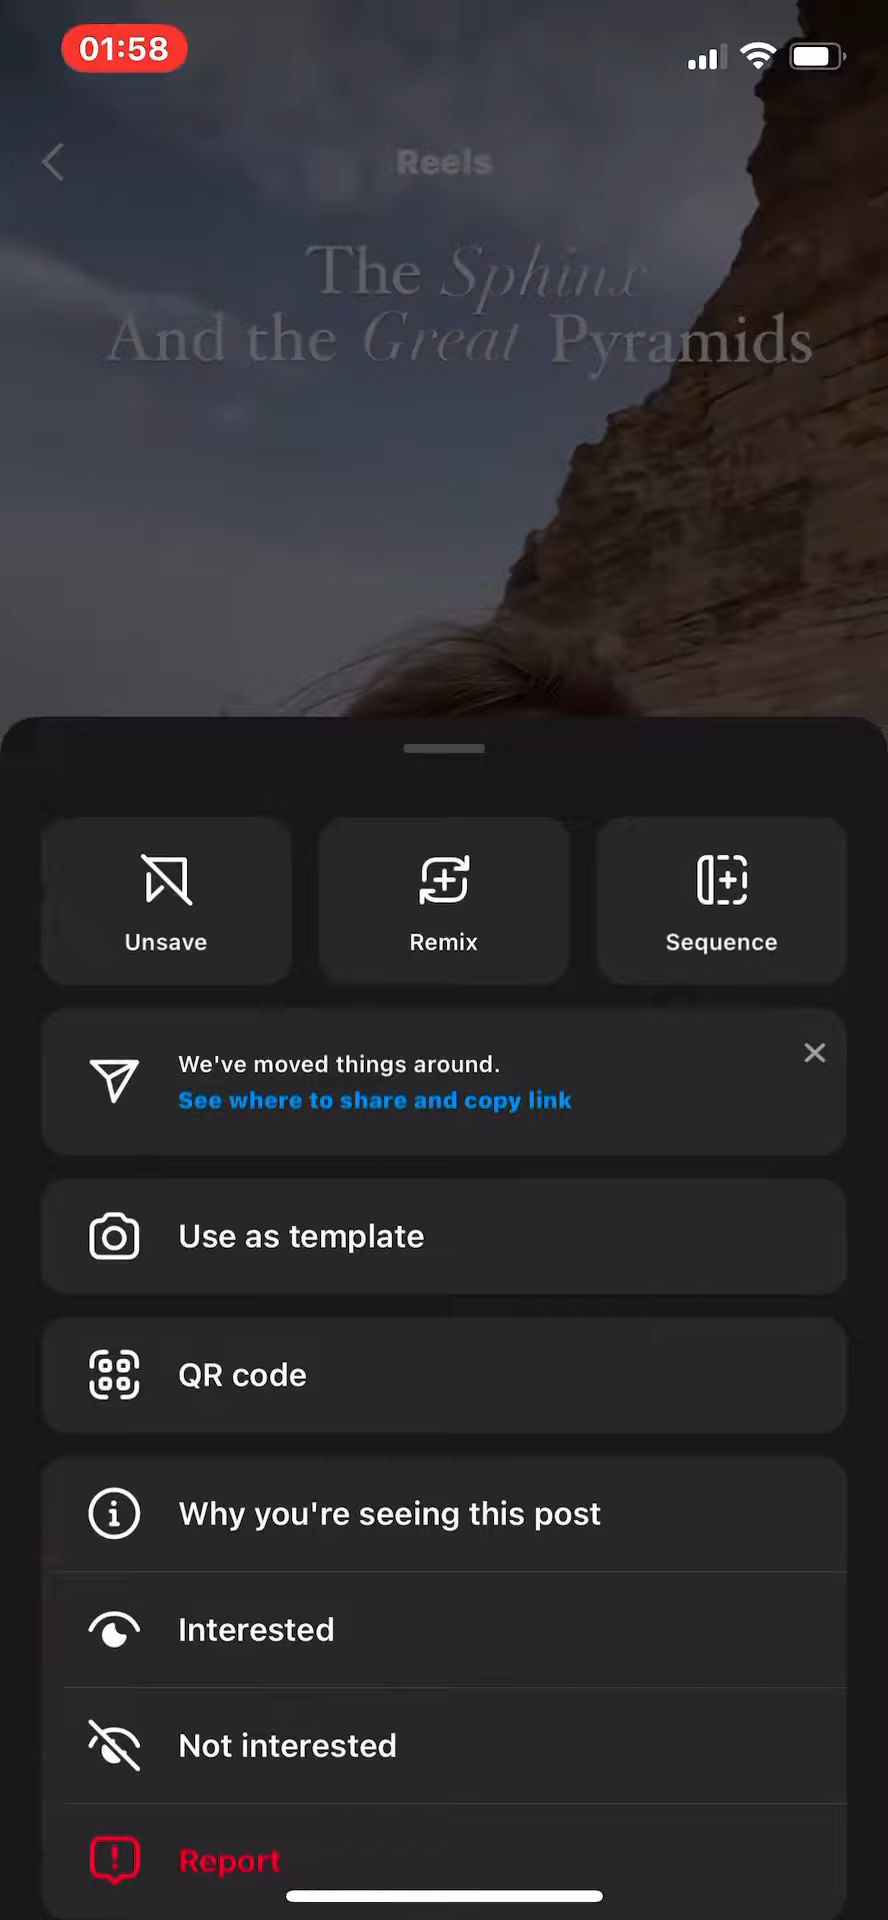 01:58
Reels
The Sphinx
And the Great Pyramids
Unsave
Remix
Sequence
We've moved things around.
See where to share and copy link
Use as template
QR code
Why you're seeing this post
Interested
Not interested
Report